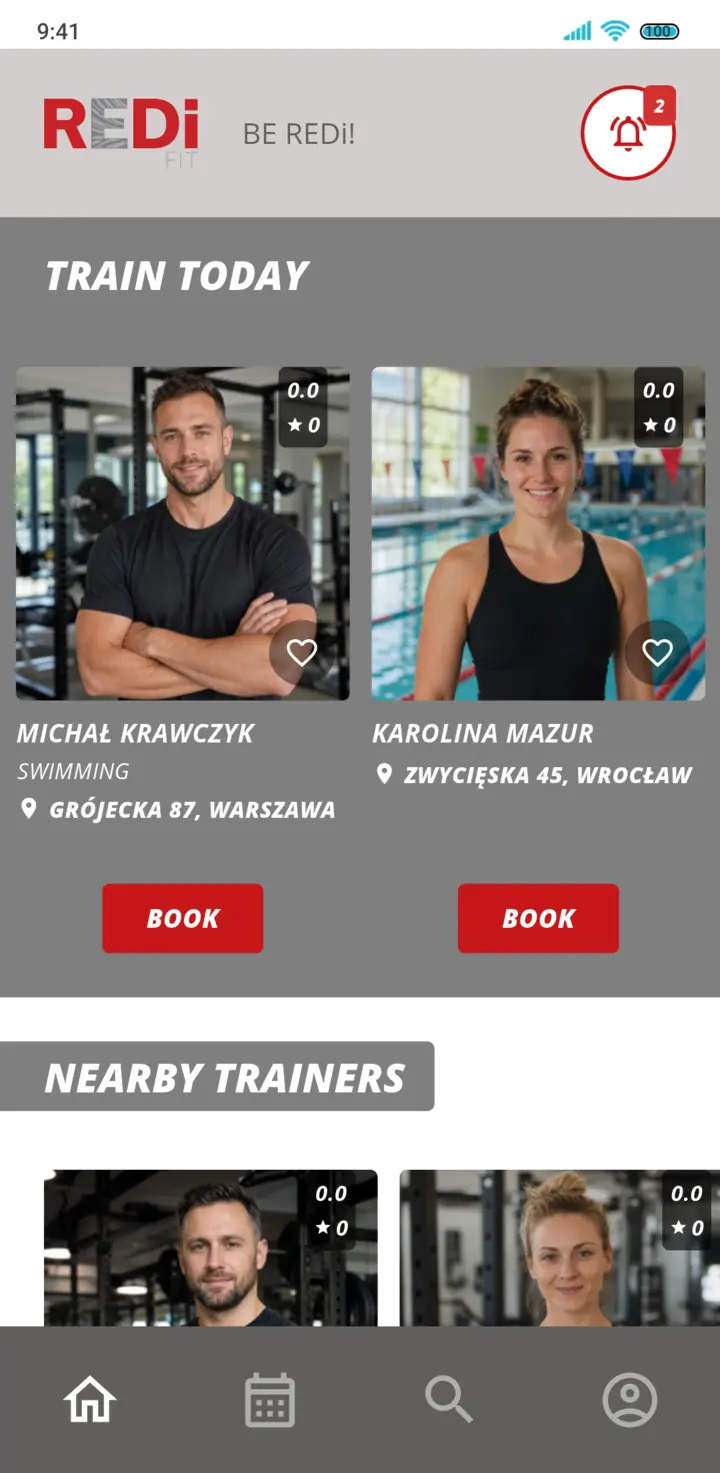 9:41
100
REDi
FIT
BE REDi!
2
TRAIN TODAY
0.0
★ 0
0.0
★ 0
MICHAŁ KRAWCZYK
SWIMMING
GRÓJECKA 87, WARSZAWA
KAROLINA MAZUR
ZWYCIĘSKA 45, WROCŁAW
BOOK
BOOK
NEARBY TRAINERS
0.0
★ 0
0.0
★ 0